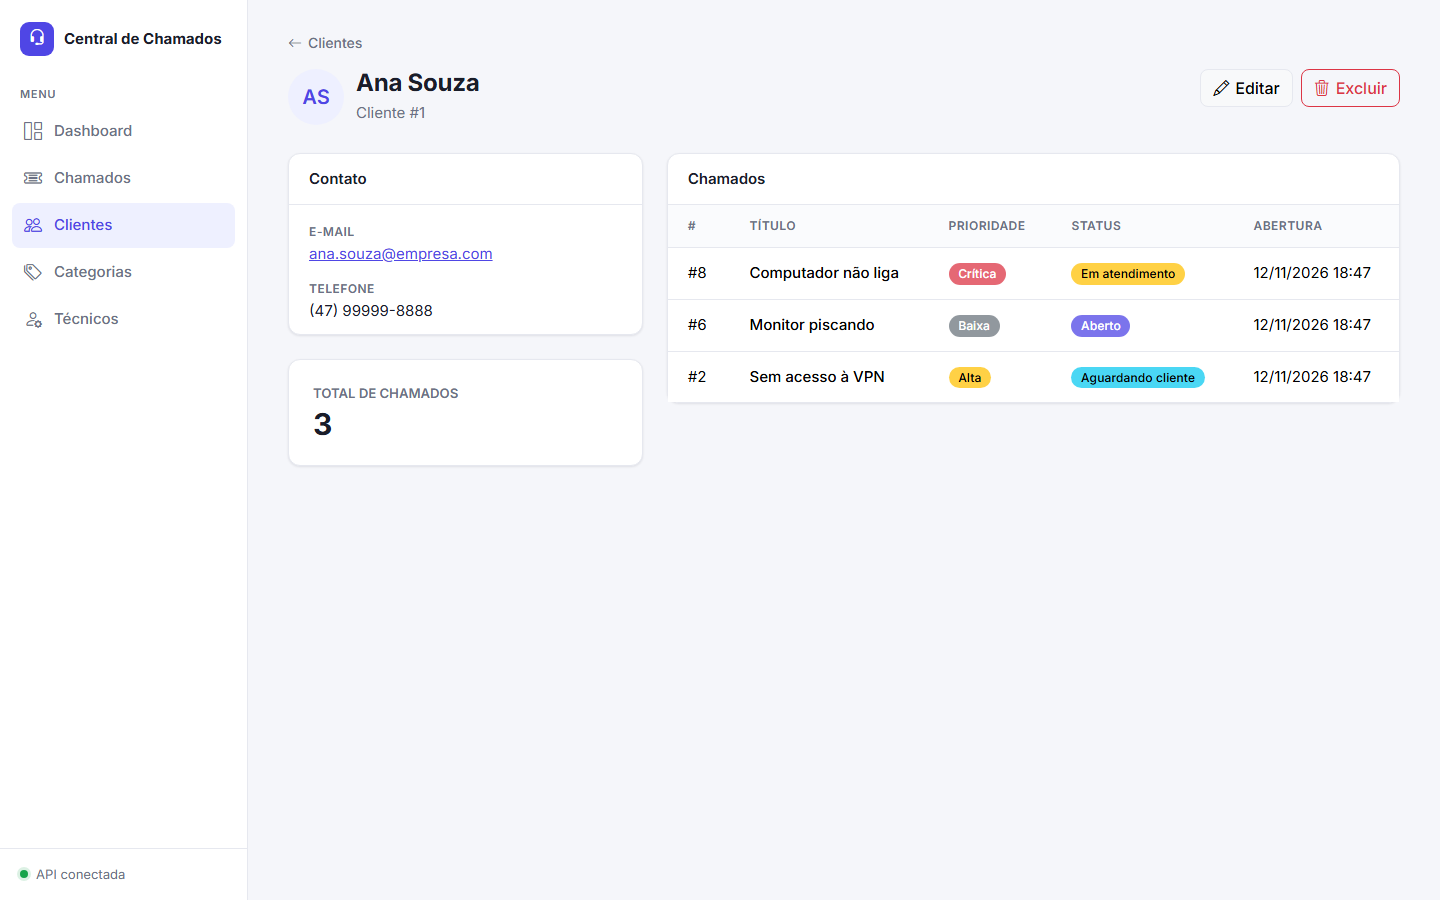 Central de Chamados
MENU
Dashboard
Chamados
Clientes
Categorias
Técnicos
API conectada
← Clientes
AS
Ana Souza
Cliente #1
Editar
Excluir
Contato
E-MAIL
ana.souza@empresa.com
TELEFONE
(47) 99999-8888
TOTAL DE CHAMADOS
3
Chamados
# TÍTULO PRIORIDADE STATUS ABERTURA
#8 Computador não liga Crítica Em atendimento 12/11/2026 18:47
#6 Monitor piscando Baixa Aberto 12/11/2026 18:47
#2 Sem acesso à VPN Alta Aguardando cliente 12/11/2026 18:47